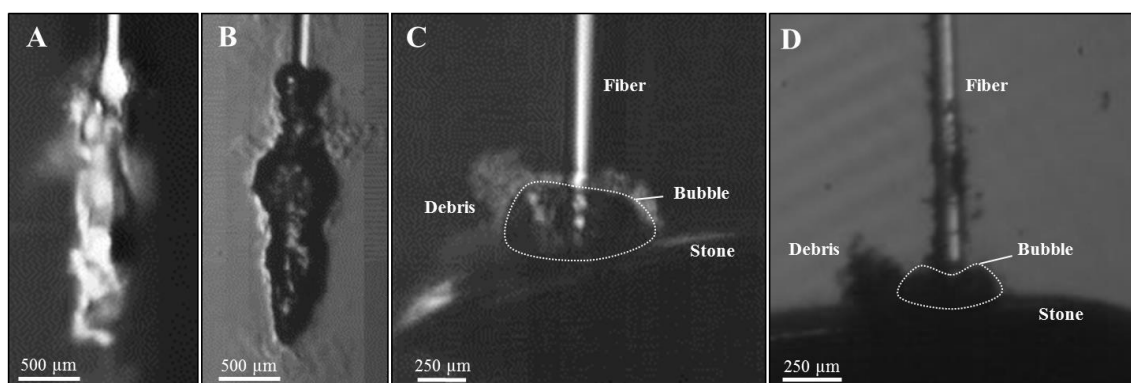 A
B
C
D
Fiber
Fiber
Debris
Bubble
Stone
Debris
Bubble
Stone
500 µm
500 µm
250 µm
250 µm